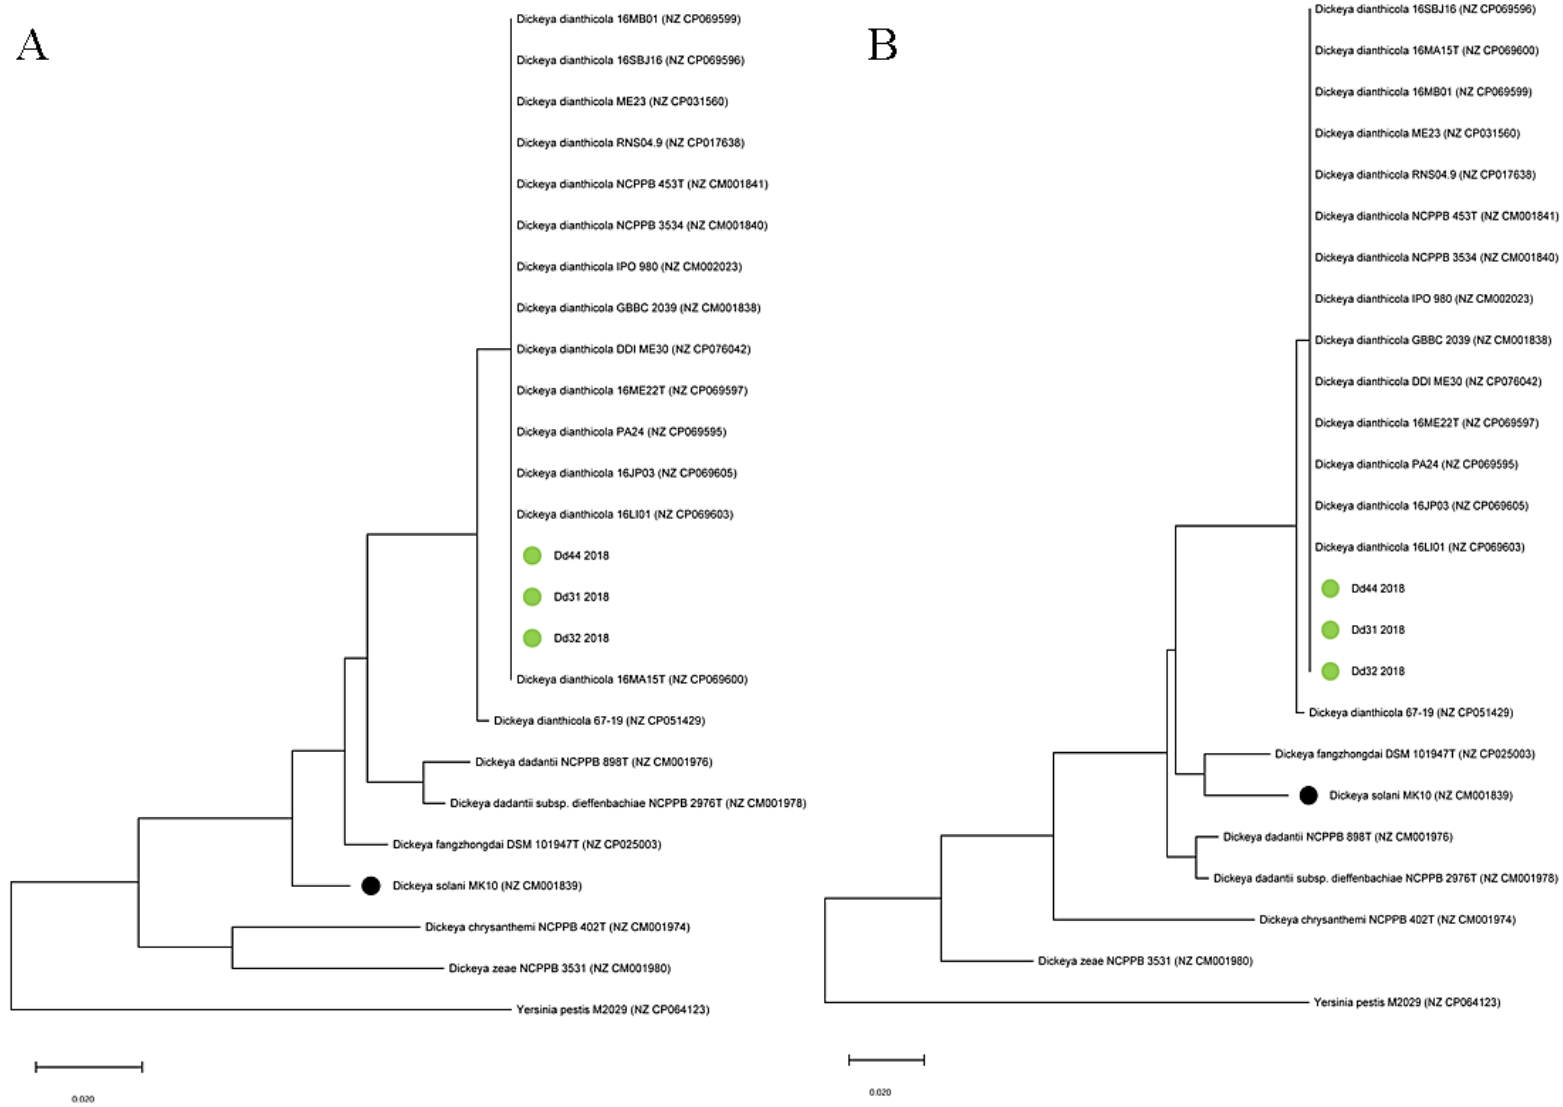 A
Dickeya dianthicola 16MB01 (NZ CP069599)
Dickeya dianthicola 16SBJ16 (NZ CP069596)
Dickeya dianthicola ME23 (NZ CP031560)
Dickeya dianthicola RNS04.9 (NZ CP017638)
Dickeya dianthicola NCPPB 453T (NZ CM001841)
Dickeya dianthicola NCPPB 3534 (NZ CM001840)
Dickeya dianthicola IPO 980 (NZ CM002023)
Dickeya dianthicola GBBC 2039 (NZ CM001838)
Dickeya dianthicola DDI ME30 (NZ CP076042)
Dickeya dianthicola 16ME22T (NZ CP069597)
Dickeya dianthicola PA24 (NZ CP069595)
Dickeya dianthicola 16JP03 (NZ CP069605)
Dickeya dianthicola 16LI01 (NZ CP069603)
Dd44 2018
Dd31 2018
Dd32 2018
Dickeya dianthicola 16MA15T (NZ CP069600)
Dickeya dianthicola 67-19 (NZ CP051429)
Dickeya dadantii NCPPB 898T (NZ CM001976)
Dickeya dadantii subsp. dieffenbachiae NCPPB 2976T (NZ CM001978)
Dickeya fangzhongdai DSM 101947T (NZ CP025003)
Dickeya solani MK10 (NZ CM001839)
Dickeya chrysanthemi NCPPB 402T (NZ CM001974)
Dickeya zeae NCPPB 3531 (NZ CM001980)
Yersinia pestis M2029 (NZ CP064123)
0.020
B
Dickeya dianthicola 16SBJ16 (NZ CP069596)
Dickeya dianthicola 16MA15T (NZ CP069600)
Dickeya dianthicola 16MB01 (NZ CP069599)
Dickeya dianthicola ME23 (NZ CP031560)
Dickeya dianthicola RNS04.9 (NZ CP017638)
Dickeya dianthicola NCPPB 453T (NZ CM001841)
Dickeya dianthicola NCPPB 3534 (NZ CM001840)
Dickeya dianthicola IPO 980 (NZ CM002023)
Dickeya dianthicola GBBC 2039 (NZ CM001838)
Dickeya dianthicola DDI ME30 (NZ CP076042)
Dickeya dianthicola 16ME22T (NZ CP069597)
Dickeya dianthicola PA24 (NZ CP069595)
Dickeya dianthicola 16JP03 (NZ CP069605)
Dickeya dianthicola 16LI01 (NZ CP069603)
Dd44 2018
Dd31 2018
Dd32 2018
Dickeya dianthicola 67-19 (NZ CP051429)
Dickeya fangzhongdai DSM 101947T (NZ CP025003)
Dickeya solani MK10 (NZ CM001839)
Dickeya dadantii NCPPB 898T (NZ CM001976)
Dickeya dadantii subsp. dieffenbachiae NCPPB 2976T (NZ CM001978)
Dickeya chrysanthemi NCPPB 402T (NZ CM001974)
Dickeya zeae NCPPB 3531 (NZ CM001980)
Yersinia pestis M2029 (NZ CP064123)
0.020